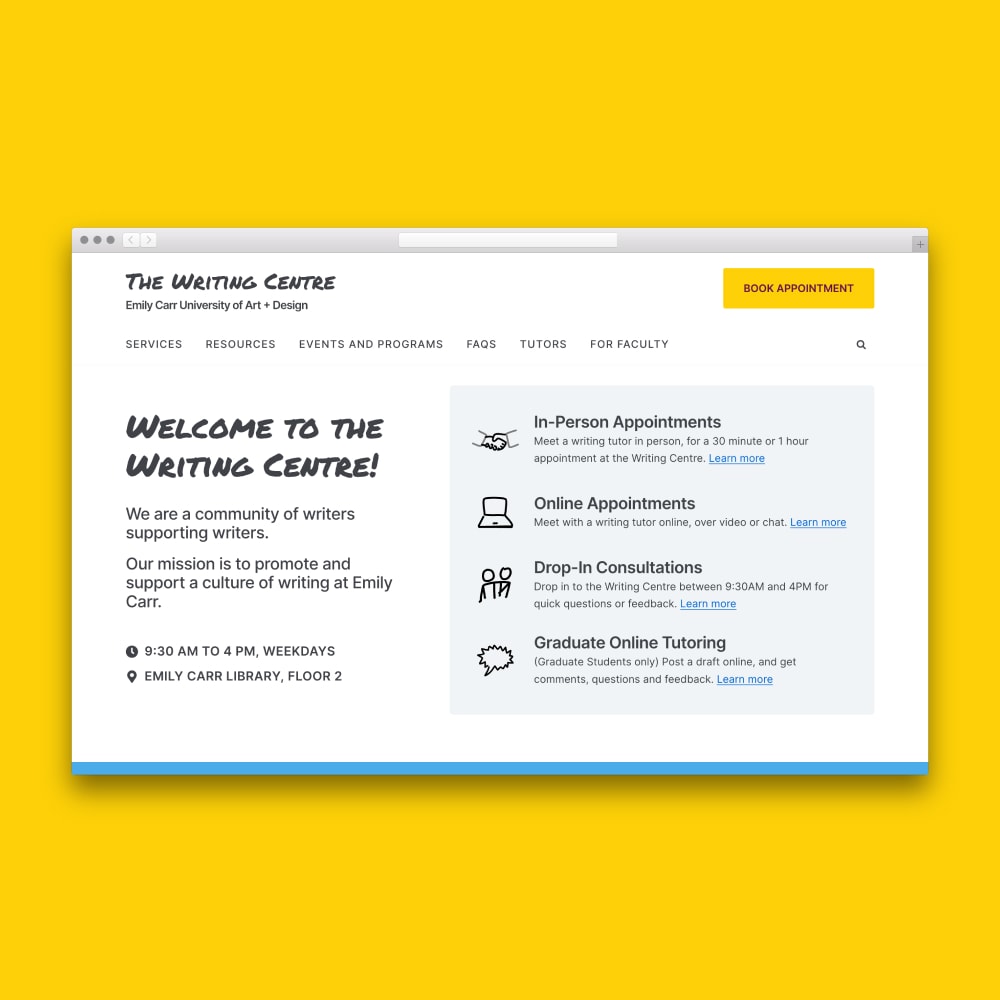 The Writing Centre
Emily Carr University of Art + Design
BOOK APPOINTMENT
SERVICES RESOURCES EVENTS AND PROGRAMS FAQS TUTORS FOR FACULTY
Welcome to the
Writing Centre!
We are a community of writers
supporting writers.
Our mission is to promote and
support a culture of writing at Emily
Carr.
9:30 AM TO 4 PM, WEEKDAYS
EMILY CARR LIBRARY, FLOOR 2
In-Person Appointments
Meet a writing tutor in person, for a 30 minute or 1 hour
appointment at the Writing Centre. Learn more
Online Appointments
Meet with a writing tutor online, over video or chat. Learn more
Drop-In Consultations
Drop in to the Writing Centre between 9:30AM and 4PM for
quick questions or feedback. Learn more
Graduate Online Tutoring
(Graduate Students only) Post a draft online, and get
comments, questions and feedback. Learn more